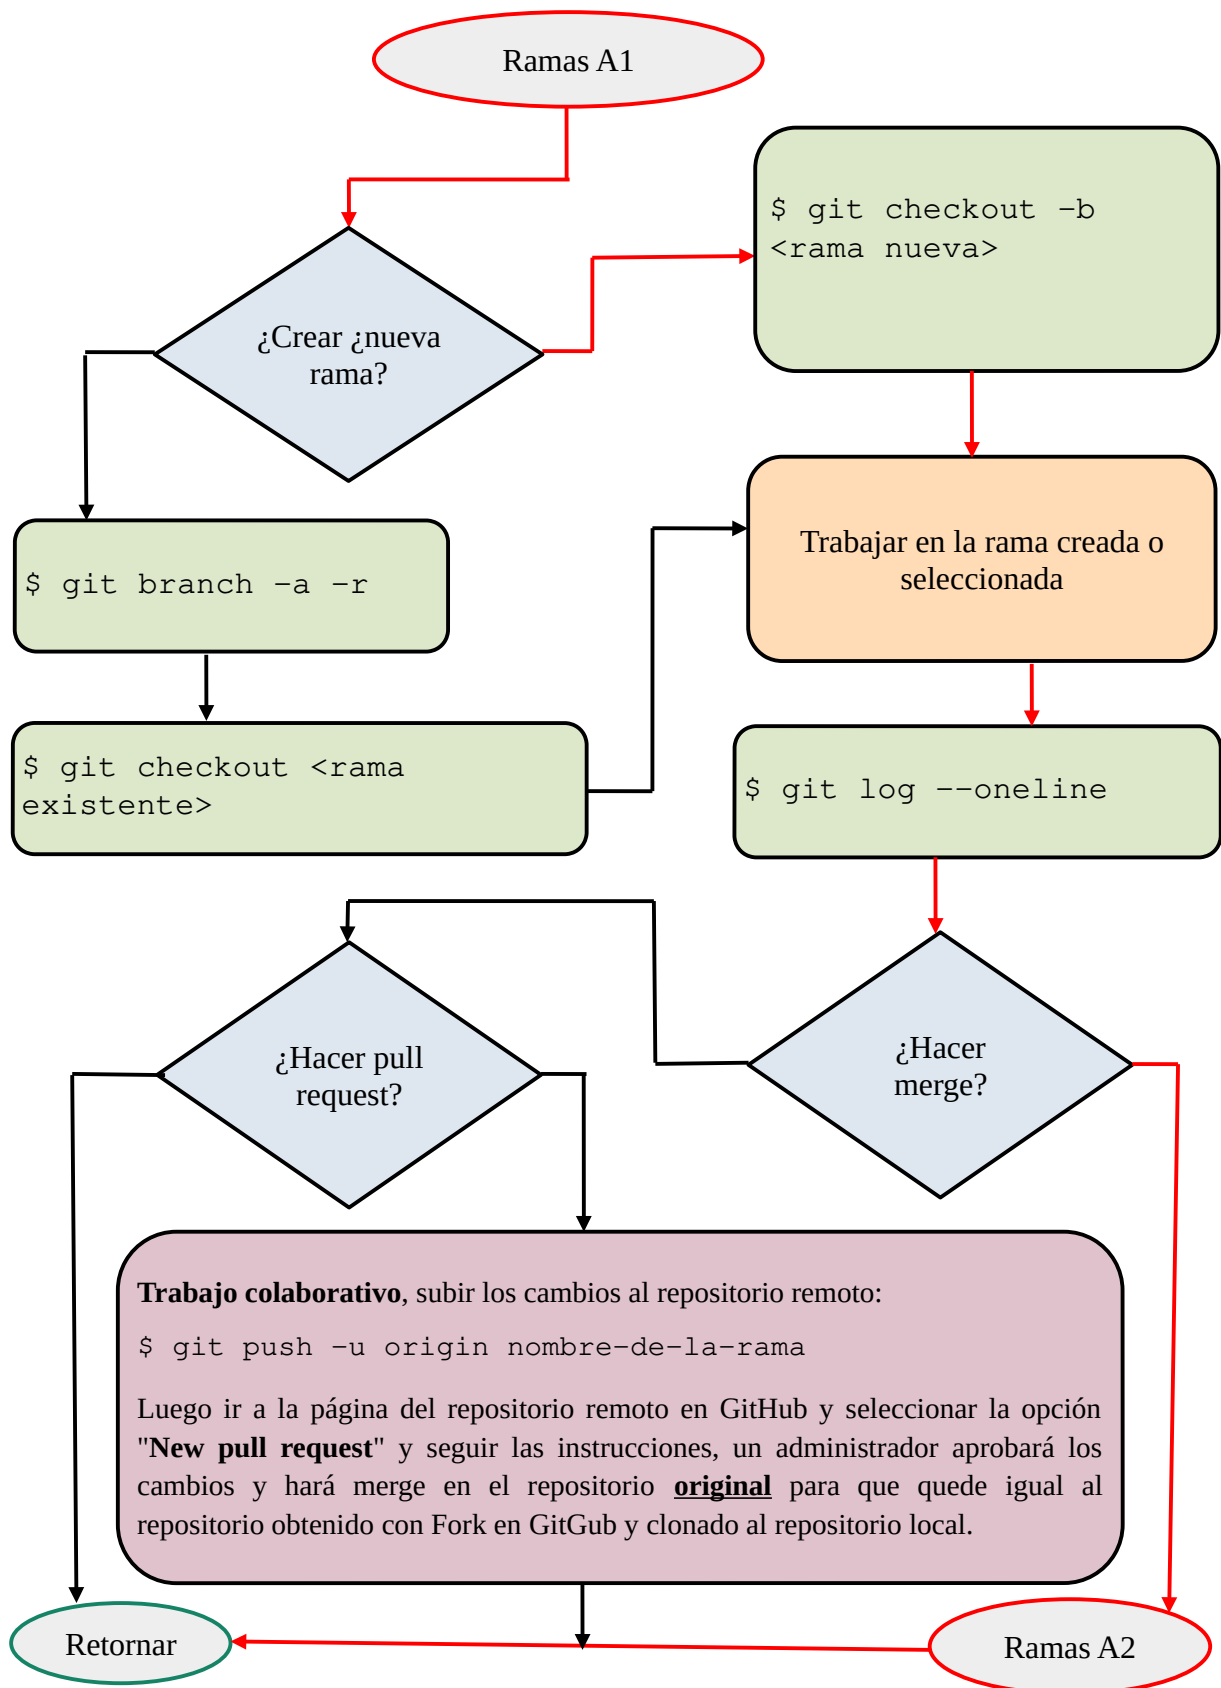 Ramas A1
$ git checkout -b
<rama nueva>
¿Crear ¿nueva
rama?
Trabajar en la rama creada o
seleccionada
$ git branch -a -r
$ git checkout <rama
existente>
$ git log --oneline
¿Hacer
merge?
¿Hacer pull
request?
Trabajo colaborativo, subir los cambios al repositorio remoto:
$ git push -u origin nombre-de-la-rama
Luego ir a la página del repositorio remoto en GitHub y seleccionar la opción
"New pull request" y seguir las instrucciones, un administrador aprobará los
cambios y hará merge en el repositorio original para que quede igual al
repositorio obtenido con Fork en GitGub y clonado al repositorio local.
Retornar
Ramas A2